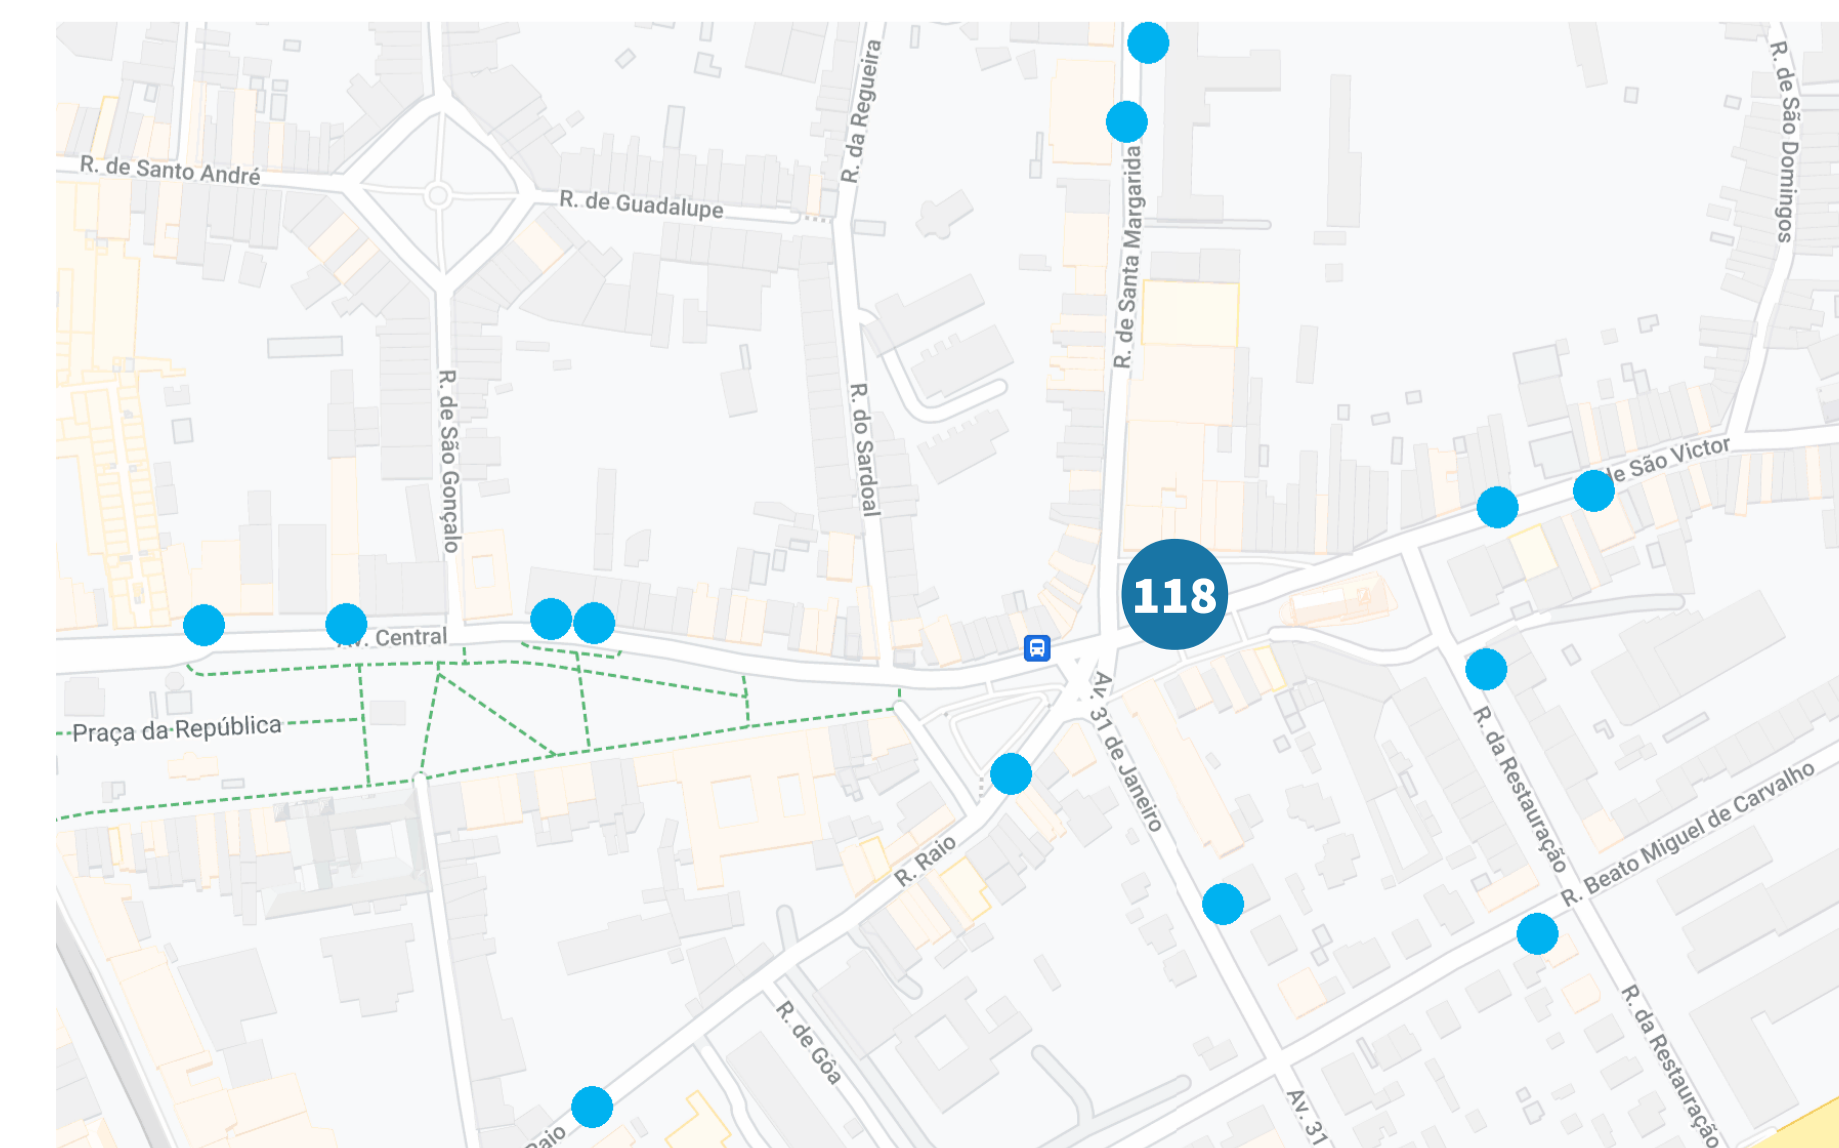 R. de São Domingos
R. da Regueira
R. de Santo André
R. de Guadalupe
R. de Santa Margarida
R. de São Gonçalo
R. do Sardoal
de São Victor
118
Av. Central
Praça da República
Av. 31 de Janeiro
R. da Restauração
R. Beato Miguel de Carvalho
R. Raio
R. de Gôa
R. da Restauração
Av. 31
Raio